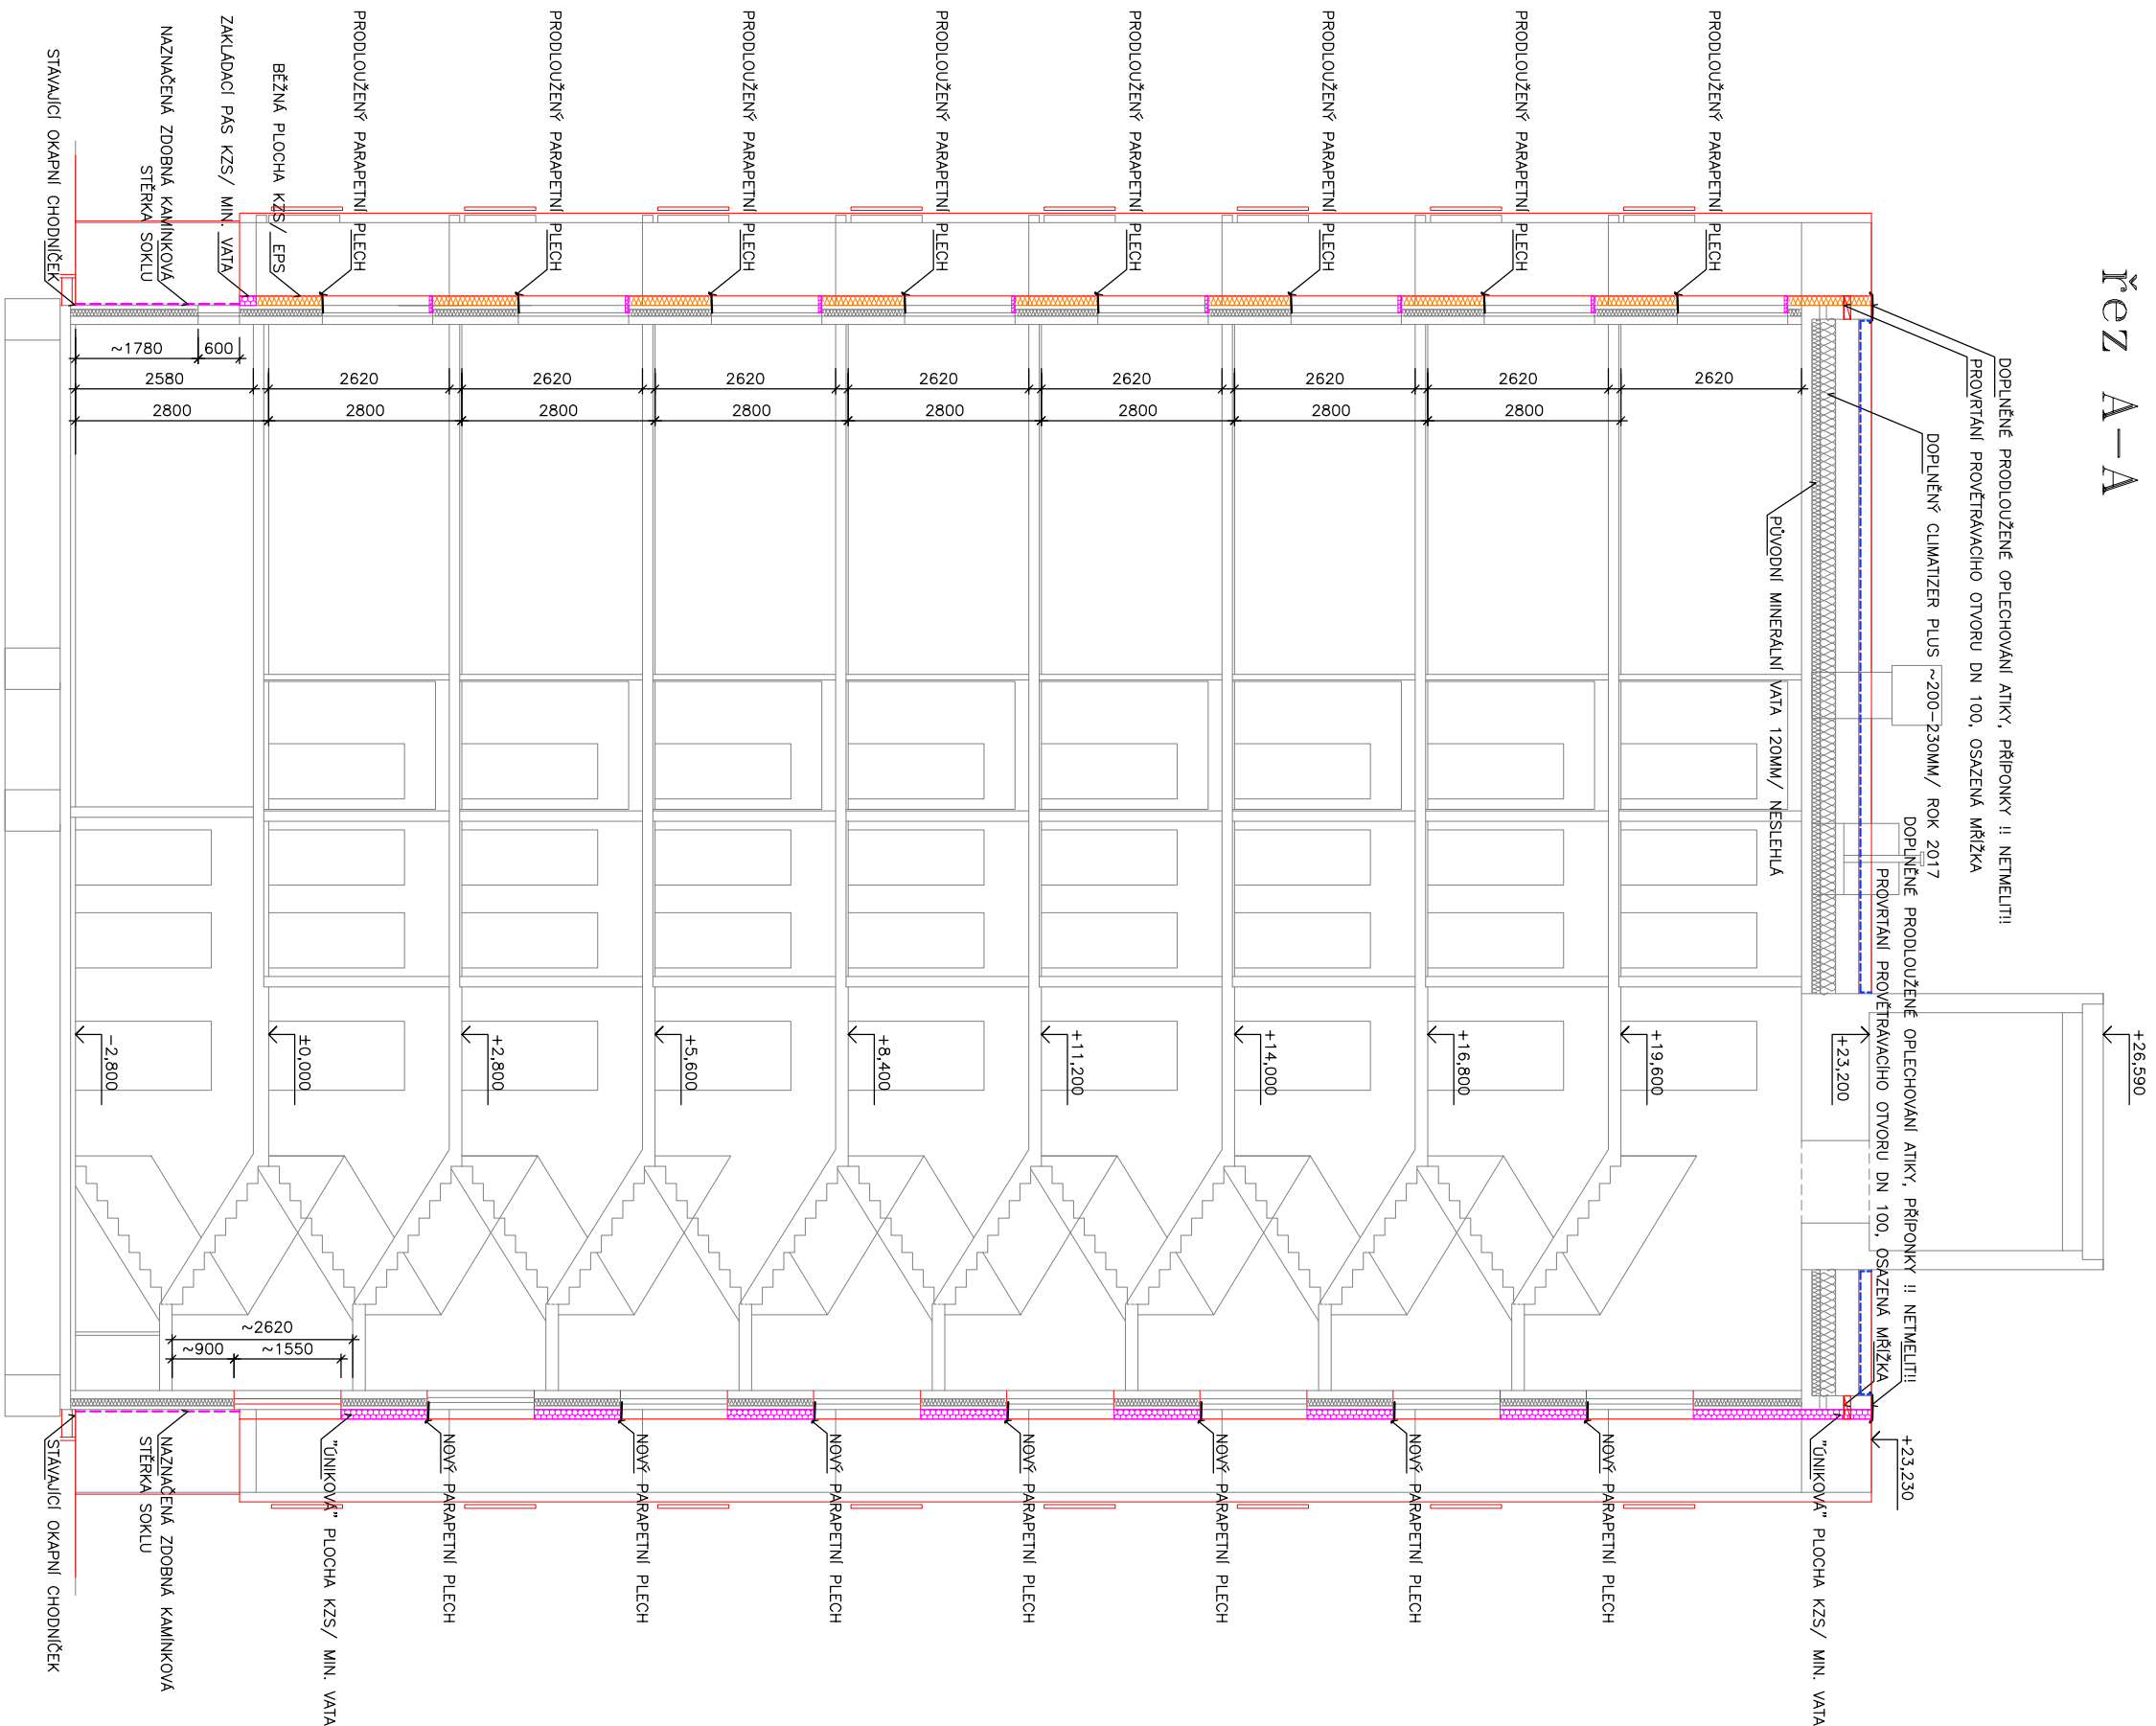 řez A-A
+26,590
DOPLNĚNÉ PRODLOUŽENÉ OPLECHOVÁNÍ ATIKY, PŘÍPONKY !! NETMELIT!!
PROVRTÁNÍ PROVĚTRÁVACÍHO OTVORU DN 100, OSAZENÁ MŘÍŽKA
DOPLNĚNÝ CLIMATIZER PLUS ~200-230MM/ ROK 2017
DOPLNĚNÉ PRODLOUŽENÉ OPLECHOVÁNÍ ATIKY, PŘÍPONKY !! NETMELIT!!
PROVRTÁNÍ PROVĚTRÁVACÍHO OTVORU DN 100, OSAZENÁ MŘÍŽKA
+23,230
+23,200
"ÚNIKOVÁ" PLOCHA KZS/ MIN. VATA
PŮVODNÍ MINERÁLNÍ VATA 120MM/ NESLEHLÁ
PRODLOUŽENÝ PARAPETNÍ PLECH
2620
+19,600
NOVÝ PARAPETNÍ PLECH
PRODLOUŽENÝ PARAPETNÍ PLECH
2620
2800
+16,800
NOVÝ PARAPETNÍ PLECH
PRODLOUŽENÝ PARAPETNÍ PLECH
2620
2800
+14,000
NOVÝ PARAPETNÍ PLECH
PRODLOUŽENÝ PARAPETNÍ PLECH
2620
2800
+11,200
NOVÝ PARAPETNÍ PLECH
PRODLOUŽENÝ PARAPETNÍ PLECH
2620
2800
+8,400
NOVÝ PARAPETNÍ PLECH
PRODLOUŽENÝ PARAPETNÍ PLECH
2620
2800
+5,600
NOVÝ PARAPETNÍ PLECH
PRODLOUŽENÝ PARAPETNÍ PLECH
2620
2800
+2,800
NOVÝ PARAPETNÍ PLECH
PRODLOUŽENÝ PARAPETNÍ PLECH
2620
2800
±0,000
"ÚNIKOVÁ" PLOCHA KZS/ MIN. VATA
BĚŽNÁ PLOCHA KZS/ EPS
ZAKLÁDACÍ PÁS KZS/ MIN. VATA
~1780
600
2580
2800
-2,800
~2620
~900
~1550
NAZNAČENÁ ZDOBNÁ KAMÍNKOVÁ
STĚRKA SOKLU
NAZNAČENÁ ZDOBNÁ KAMÍNKOVÁ
STĚRKA SOKLU
STÁVAJÍCÍ OKAPNÍ CHODNÍČEK
STÁVAJÍCÍ OKAPNÍ CHODNÍČEK